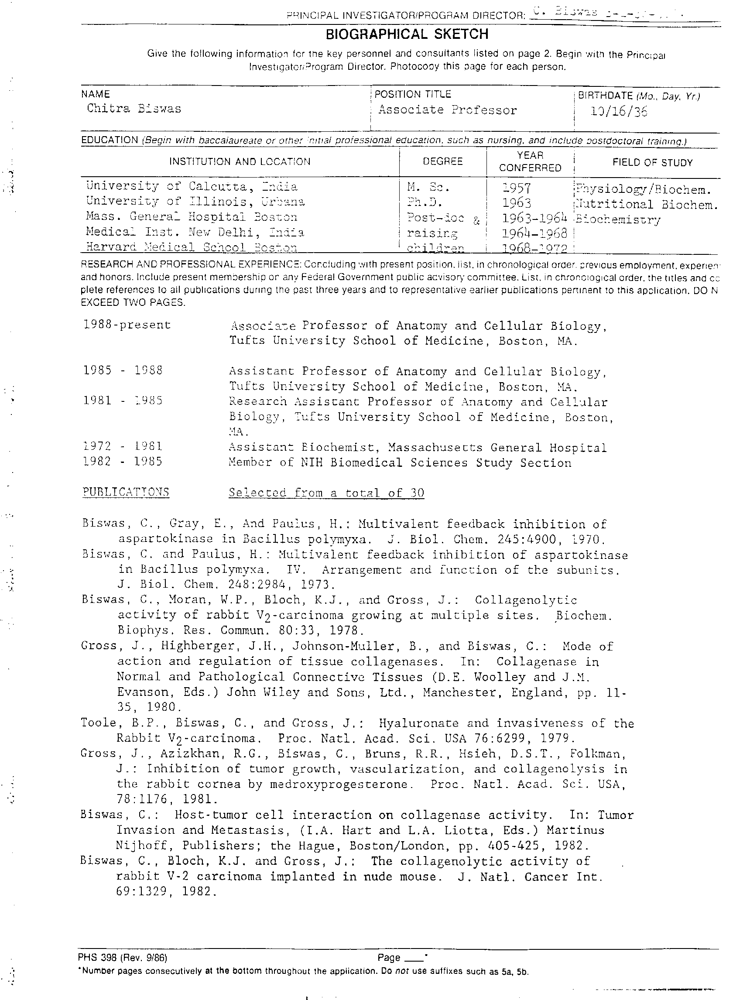 PRINCIPAL INVESTIGATOR/PROGRAM DIRECTOR: C. Biswas
BIOGRAPHICAL SKETCH
Give the following information for the key personnel and consultants listed on page 2. Begin with the Principal
Investigator/Program Director. Photocopy this page for each person.
NAME POSITION TITLE BIRTHDATE (Mo., Day, Yr.)
Chitra Biswas Associate Professor 10/16/36
EDUCATION (Begin with baccalaureate or other initial professional education, such as nursing, and include postdoctoral training.)
INSTITUTION AND LOCATION DEGREE YEAR CONFERRED FIELD OF STUDY
University of Calcutta, India M. Sc. 1957 Physiology/Biochem.
University of Illinois, Urbana Ph.D. 1963 Nutritional Biochem.
Mass. General Hospital Boston Post-doc & 1963-1964 Biochemistry
Medical Inst. New Delhi, India raising 1964-1968
Harvard Medical School Boston children 1968-1972
RESEARCH AND PROFESSIONAL EXPERIENCE: Concluding with present position, list, in chronological order, previous employment, experien
and honors. Include present membership on any Federal Government public advisory committee. List, in chronological order, the titles and co
plete references to all publications during the past three years and to representative earlier publications pertinent to this application. DO N
EXCEED TWO PAGES.
1988-present Associate Professor of Anatomy and Cellular Biology,
Tufts University School of Medicine, Boston, MA.
1985 - 1988 Assistant Professor of Anatomy and Cellular Biology,
Tufts University School of Medicine, Boston, MA.
1981 - 1985 Research Assistant Professor of Anatomy and Cellular
Biology, Tufts University School of Medicine, Boston,
MA.
1972 - 1981 Assistant Biochemist, Massachusetts General Hospital
1982 - 1985 Member of NIH Biomedical Sciences Study Section
PUBLICATIONS Selected from a total of 30
Biswas, C., Gray, E., And Paulus, H.: Multivalent feedback inhibition of
aspartokinase in Bacillus polymyxa. J. Biol. Chem. 245:4900, 1970.
Biswas, C. and Paulus, H.: Multivalent feedback inhibition of aspartokinase
in Bacillus polymyxa. IV. Arrangement and function of the subunits.
J. Biol. Chem. 248:2984, 1973.
Biswas, C., Moran, W.P., Bloch, K.J., and Gross, J.: Collagenolytic
activity of rabbit V2-carcinoma growing at multiple sites. Biochem.
Biophys. Res. Commun. 80:33, 1978.
Gross, J., Highberger, J.H., Johnson-Muller, B., and Biswas, C.: Mode of
action and regulation of tissue collagenases. In: Collagenase in
Normal and Pathological Connective Tissues (D.E. Woolley and J.M.
Evanson, Eds.) John Wiley and Sons, Ltd., Manchester, England, pp. 11-
35, 1980.
Toole, B.P., Biswas, C., and Gross, J.: Hyaluronate and invasiveness of the
Rabbit V2-carcinoma. Proc. Natl. Acad. Sci. USA 76:6299, 1979.
Gross, J., Azizkhan, R.G., Biswas, C., Bruns, R.R., Hsieh, D.S.T., Folkman,
J.: Inhibition of tumor growth, vascularization, and collagenolysis in
the rabbit cornea by medroxyprogesterone. Proc. Natl. Acad. Sci. USA,
78:1176, 1981.
Biswas, C.: Host-tumor cell interaction on collagenase activity. In: Tumor
Invasion and Metastasis, (I.A. Hart and L.A. Liotta, Eds.) Martinus
Nijhoff, Publishers; the Hague, Boston/London, pp. 405-425, 1982.
Biswas, C., Bloch, K.J. and Gross, J.: The collagenolytic activity of
rabbit V-2 carcinoma implanted in nude mouse. J. Natl. Cancer Int.
69:1329, 1982.
PHS 398 (Rev. 9/86) Page ___*
*Number pages consecutively at the bottom throughout the application. Do not use suffixes such as 5a, 5b.